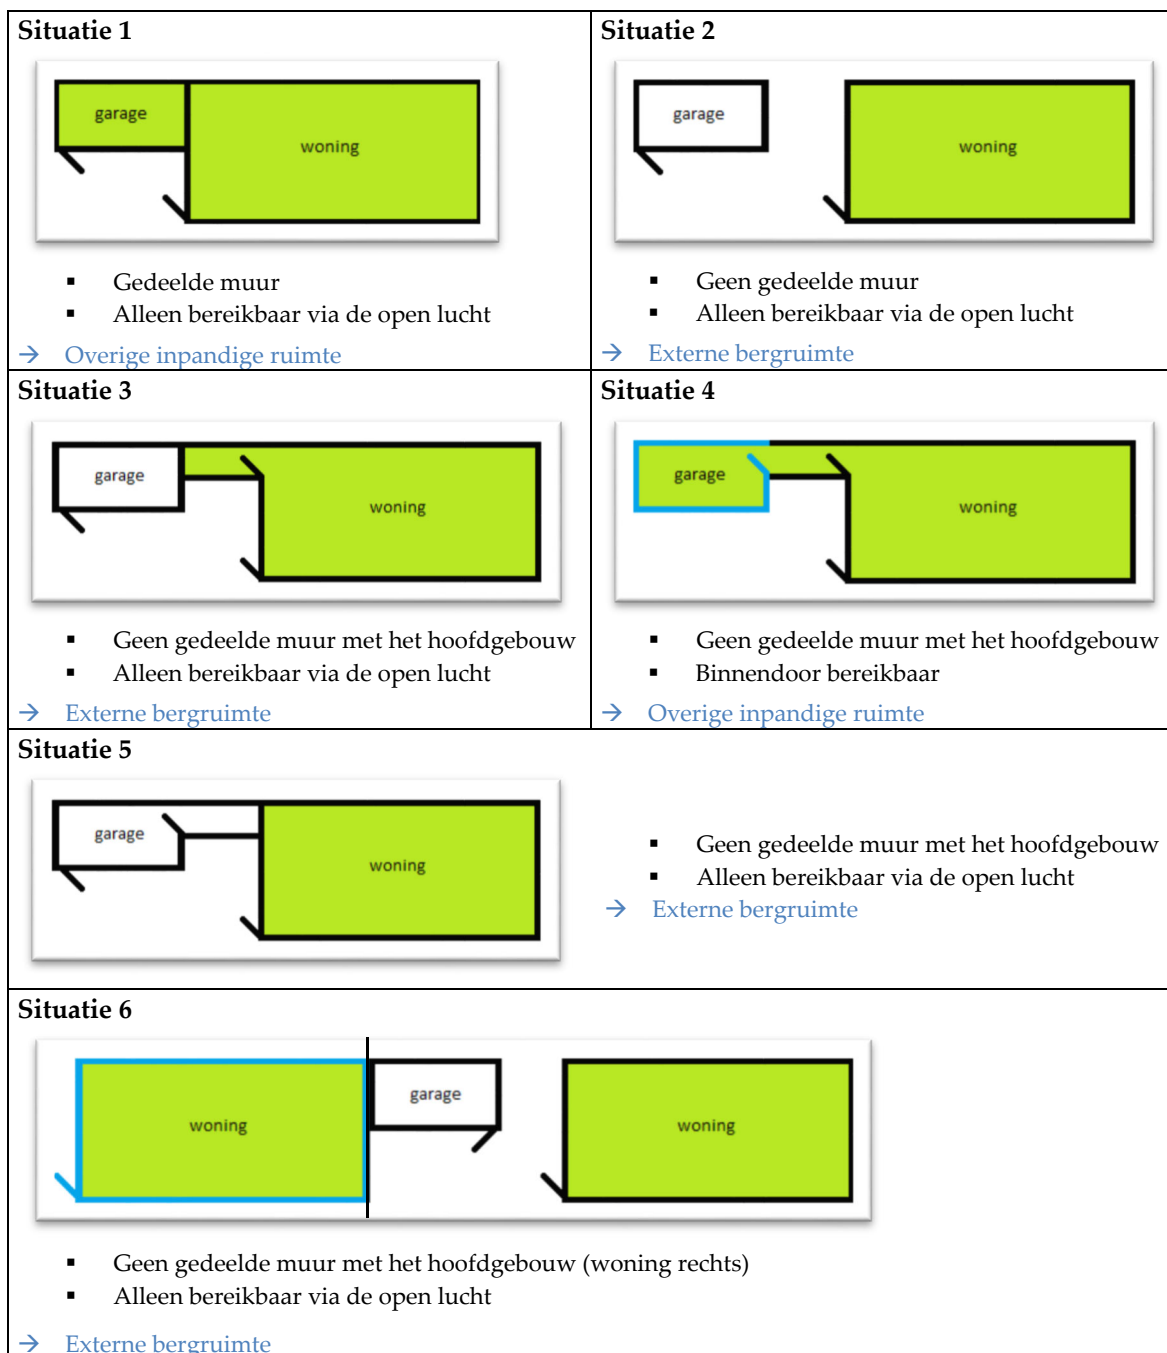 Situatie 1
garage
woning
▪ Gedeelde muur
▪ Alleen bereikbaar via de open lucht
→ Overige inpandige ruimte
Situatie 2
garage
woning
▪ Geen gedeelde muur
▪ Alleen bereikbaar via de open lucht
→ Externe bergruimte
Situatie 3
garage
woning
▪ Geen gedeelde muur met het hoofdgebouw
▪ Alleen bereikbaar via de open lucht
→ Externe bergruimte
Situatie 4
garage
woning
▪ Geen gedeelde muur met het hoofdgebouw
▪ Binnendoor bereikbaar
→ Overige inpandige ruimte
Situatie 5
garage
woning
▪ Geen gedeelde muur met het hoofdgebouw
▪ Alleen bereikbaar via de open lucht
→ Externe bergruimte
Situatie 6
woning
garage
woning
▪ Geen gedeelde muur met het hoofdgebouw (woning rechts)
▪ Alleen bereikbaar via de open lucht
→ Externe bergruimte